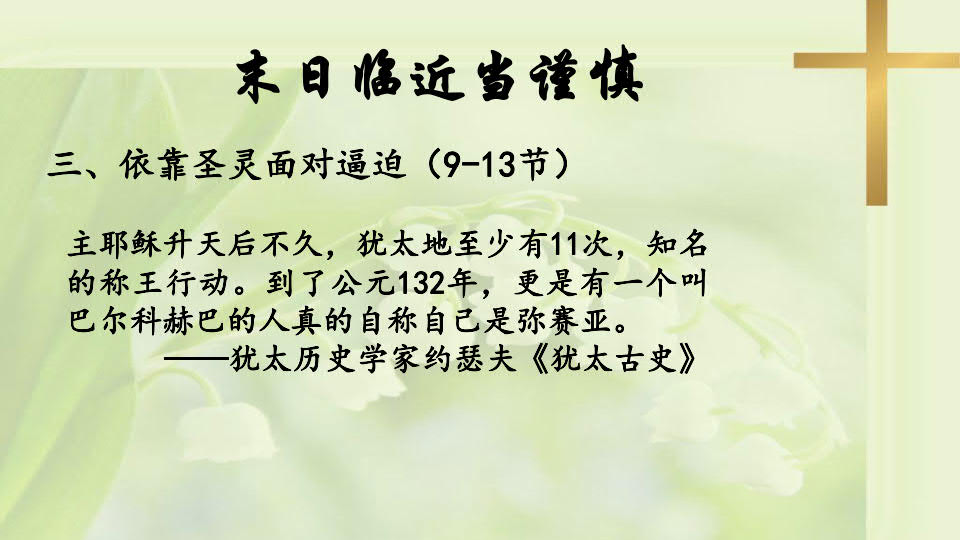 末日临近当谨慎
三、依靠圣灵面对逼迫（9-13节）
主耶稣升天后不久，犹太地至少有11次，知名
的称王行动。到了公元132年，更是有一个叫
巴尔科赫巴的人真的自称自己是弥赛亚。
——犹太历史学家约瑟夫《犹太古史》